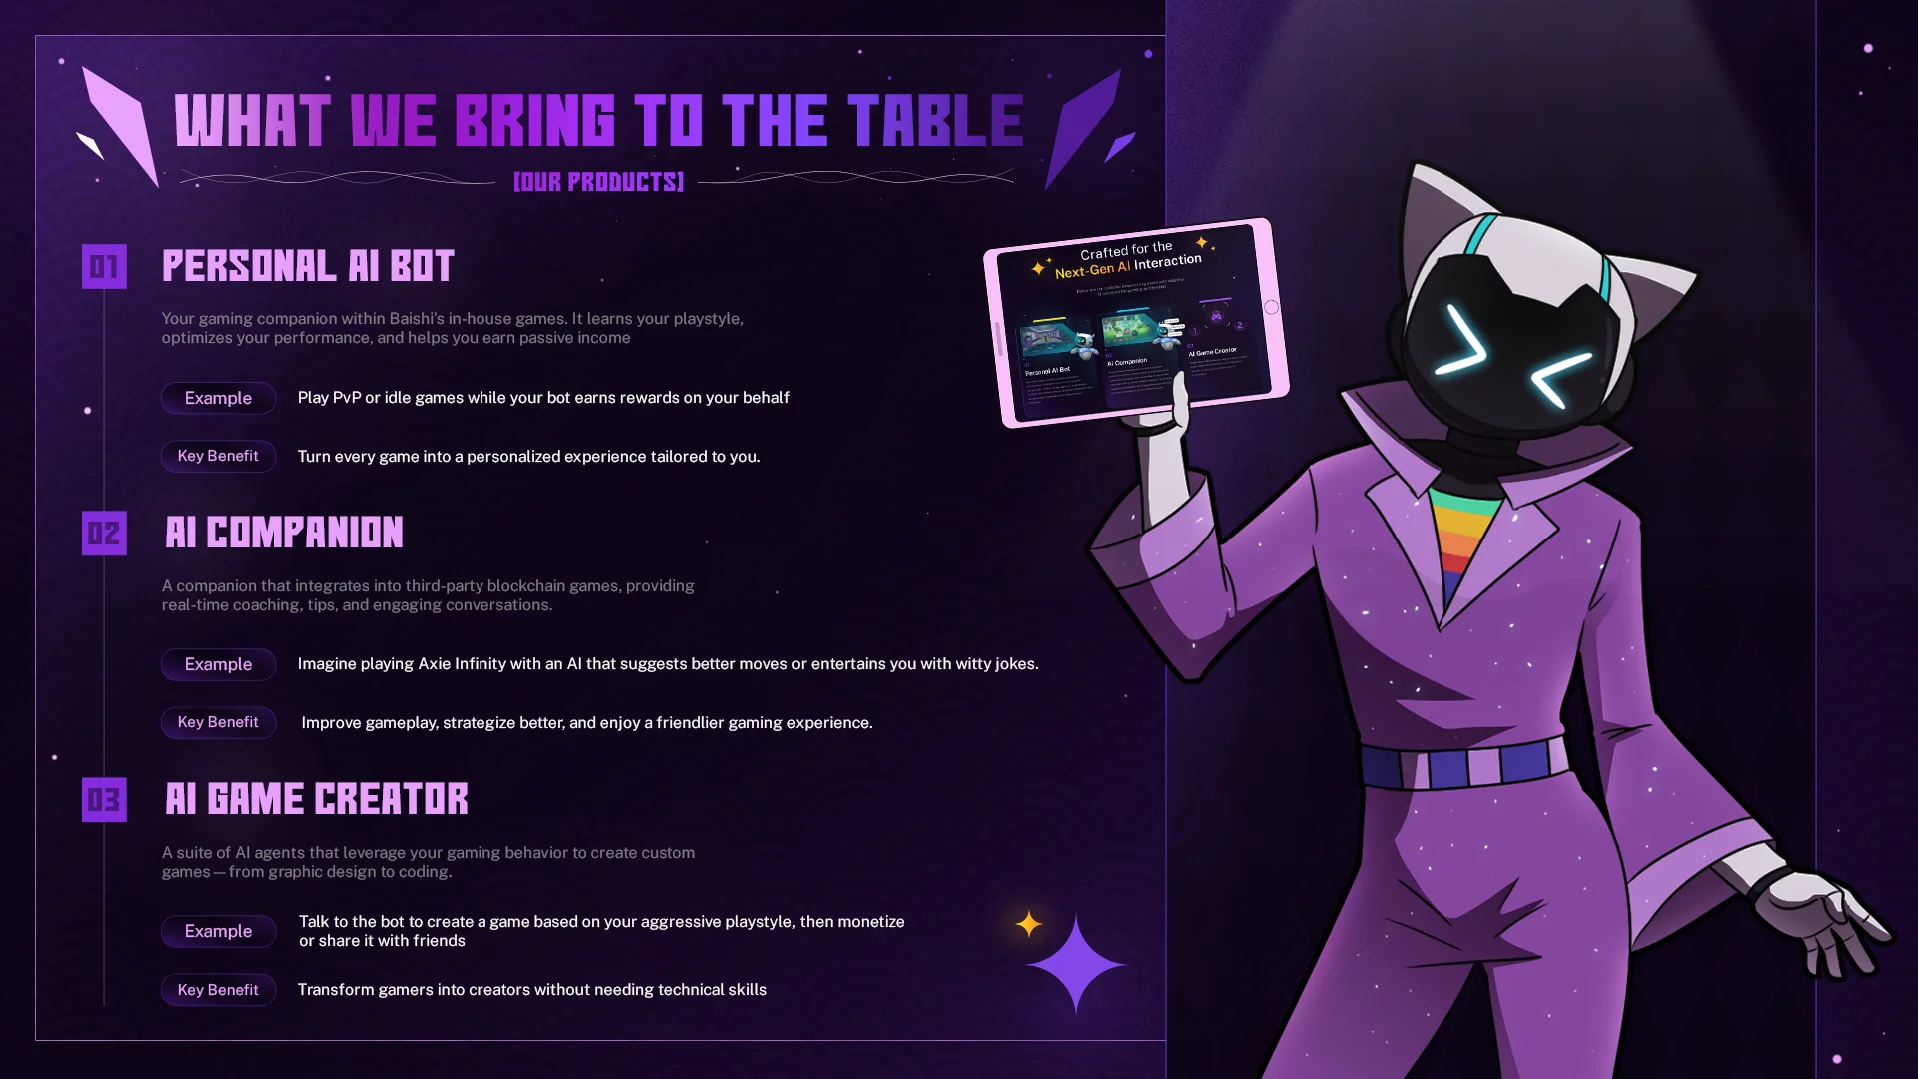 WHAT WE BRING TO THE TABLE
[OUR PRODUCTS]
01
PERSONAL AI BOT
Your gaming companion within Baishi's in-house games. It learns your playstyle,
optimizes your performance, and helps you earn passive income
Example
Play PvP or idle games while your bot earns rewards on your behalf
Key Benefit
Turn every game into a personalized experience tailored to you.
02
AI COMPANION
A companion that integrates into third-party blockchain games, providing
real-time coaching, tips, and engaging conversations.
Example
Imagine playing Axie Infinity with an AI that suggests better moves or entertains you with witty jokes.
Key Benefit
Improve gameplay, strategize better, and enjoy a friendlier gaming experience.
03
AI GAME CREATOR
A suite of AI agents that leverage your gaming behavior to create custom
games — from graphic design to coding.
Example
Talk to the bot to create a game based on your aggressive playstyle, then monetize
or share it with friends
Key Benefit
Transform gamers into creators without needing technical skills
Crafted for the
Next-Gen AI Interaction
1
2
Personal AI Bot
AI Companion
AI Game Creator